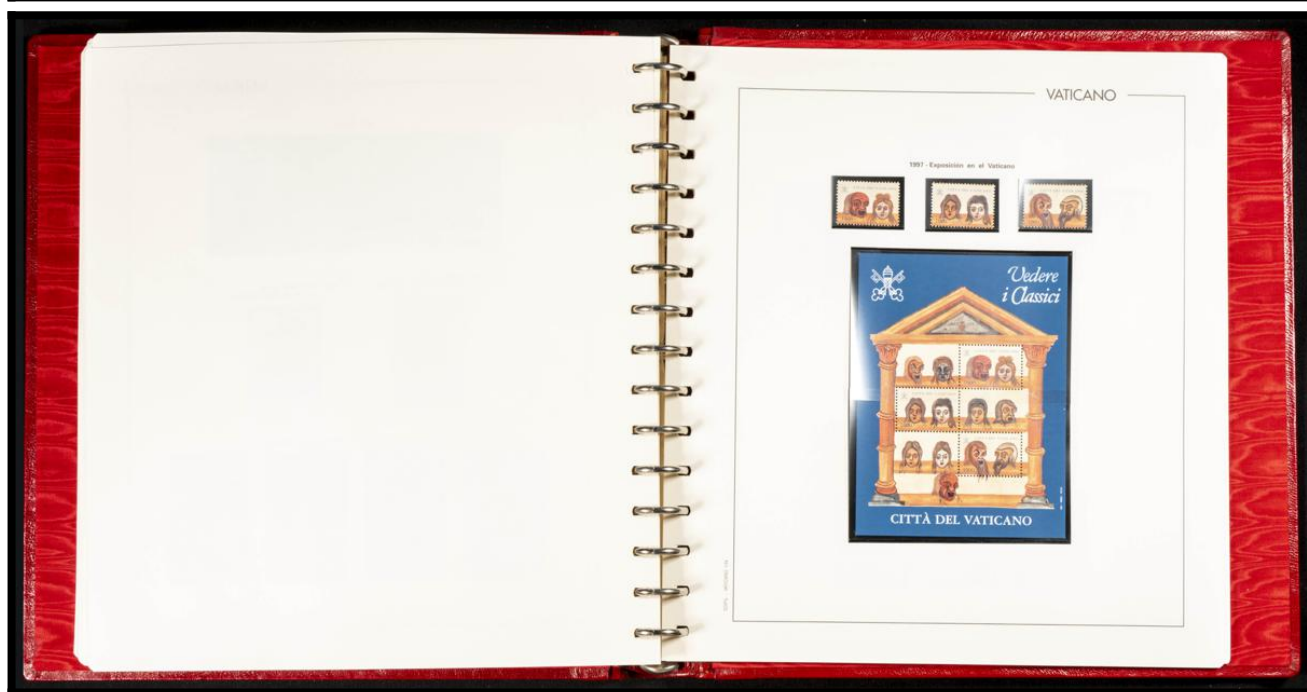 VATICANO
1997 - Exposición en el Vaticano
Vedere
i Classici
CITTÀ DEL VATICANO